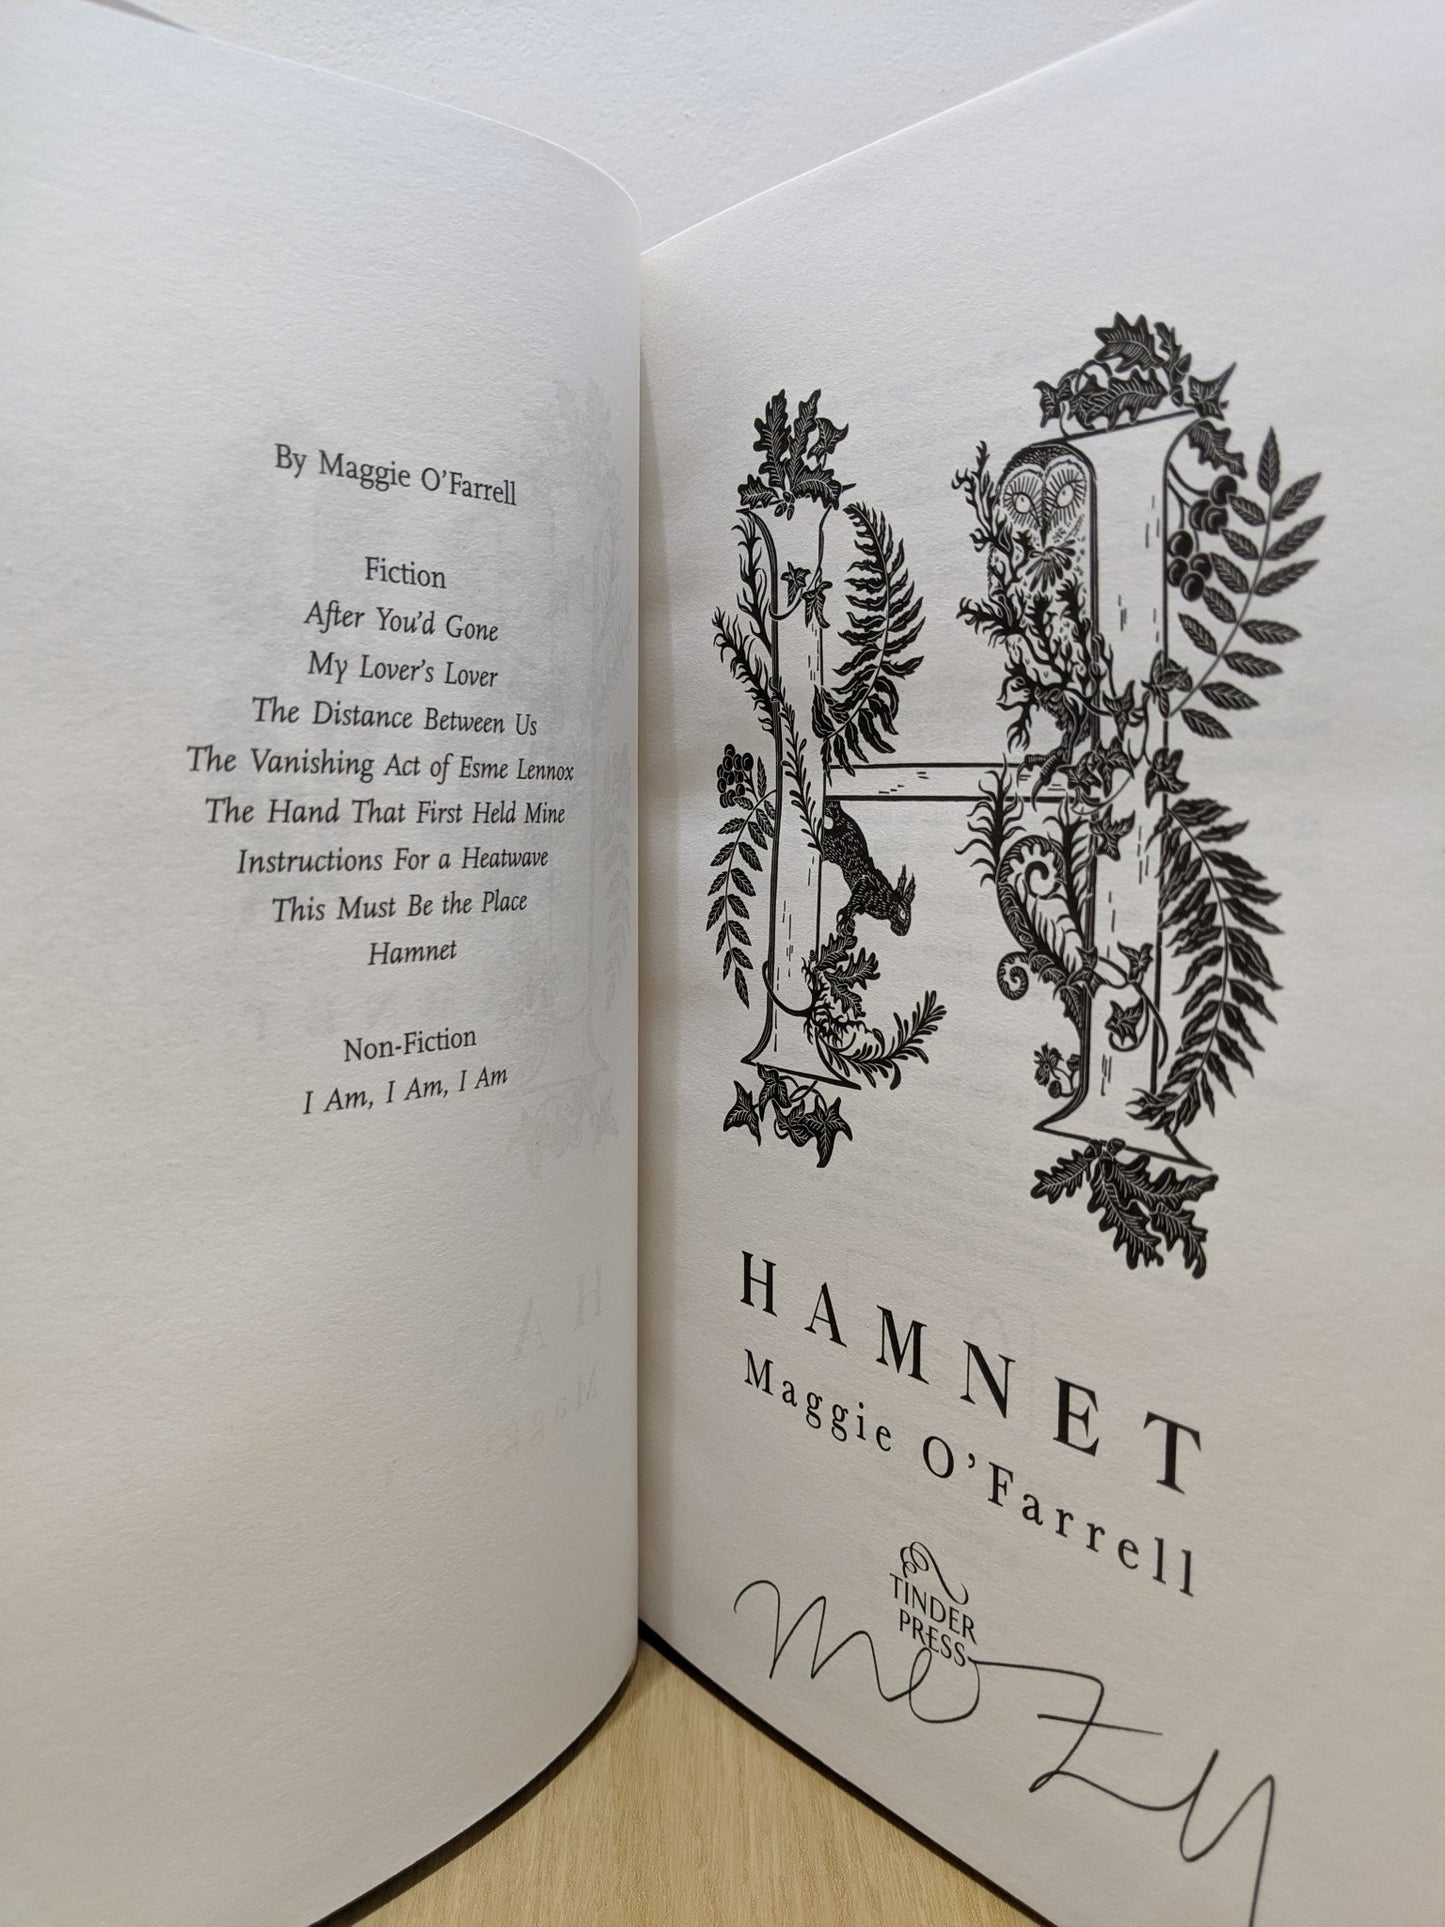 By Maggie O'Farrell
Fiction
After You'd Gone
My Lover's Lover
The Distance Between Us
The Vanishing Act of Esme Lennox
The Hand That First Held Mine
Instructions For a Heatwave
This Must Be the Place
Hamnet
Non-Fiction
I Am, I Am, I Am
H
HAMNET
Maggie O'Farrell
TINDER
PRESS